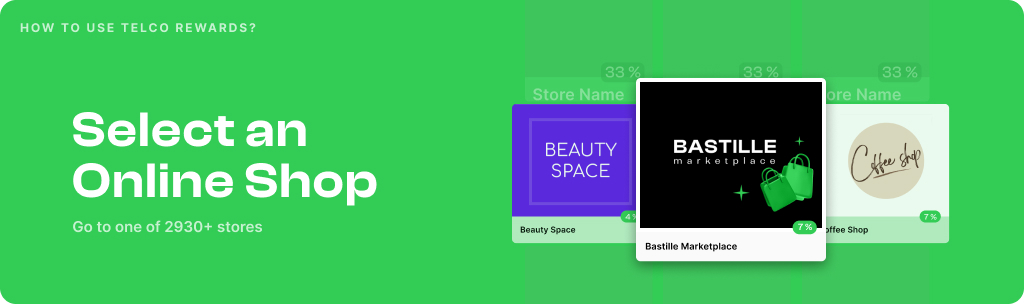 HOW TO USE TELCO REWARDS?
Select an
Online Shop
Go to one of 2930+ stores
33 %
33 %
33 %
Store Name
ore Name
BEAUTY
SPACE
4 %
Beauty Space
BASTILLE
marketplace
7 %
Bastille Marketplace
Coffee shop
7 %
offee Shop